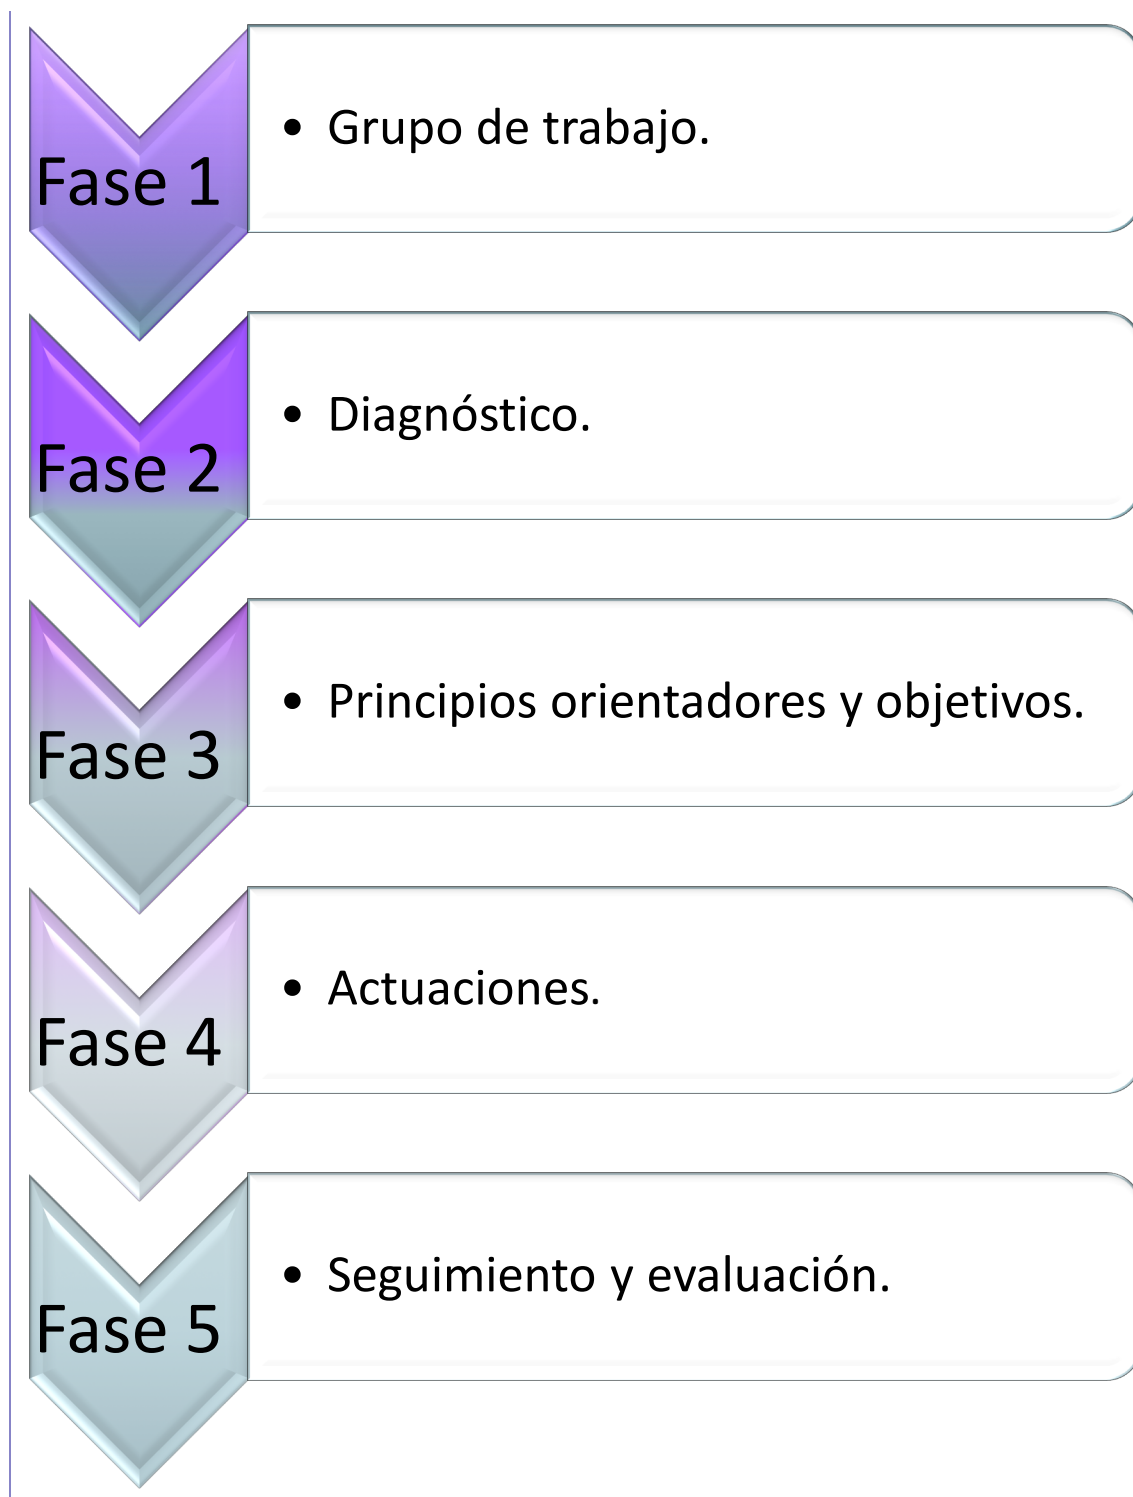 Fase 1
• Grupo de trabajo.
Fase 2
• Diagnóstico.
Fase 3
• Principios orientadores y objetivos.
Fase 4
• Actuaciones.
Fase 5
• Seguimiento y evaluación.